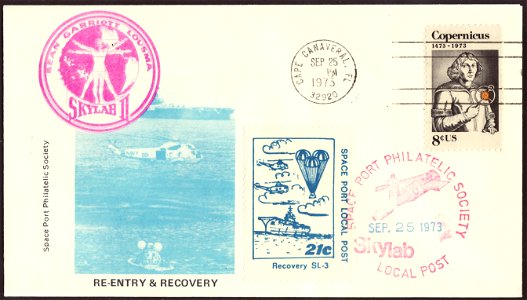 BEAN GARRIOTT LOUSMA
SKYLAB II
CAPE CANAVERAL, FL
SEP 25
PM
1973
32920
Copernicus
1473-1973
8¢US
Space Port Philatelic Society
SPACE PORT LOCAL POST
21c
Recovery SL-3
RE-ENTRY & RECOVERY
SPACE PORT PHILATELIC SOCIETY
SEP. 25 1973
Skylab
LOCAL POST